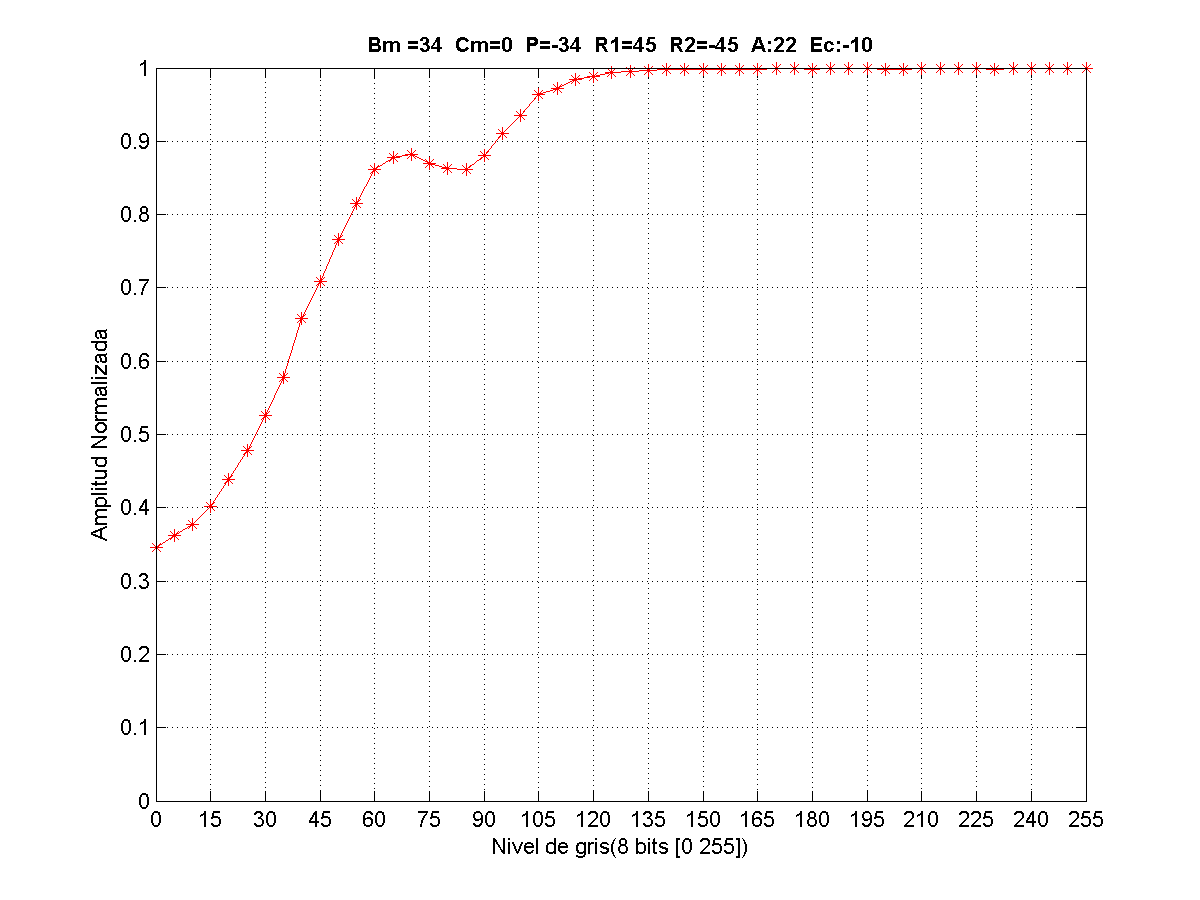 Bm =34  Cm=0  P=-34  R1=45  R2=-45  A:22  Ec:-10
1
0.9
0.8
0.7
0.6
0.5
0.4
0.3
0.2
0.1
0
Amplitud Normalizada
0 15 30 45 60 75 90 105 120 135 150 165 180 195 210 225 240 255
Nivel de gris(8 bits [0 255])